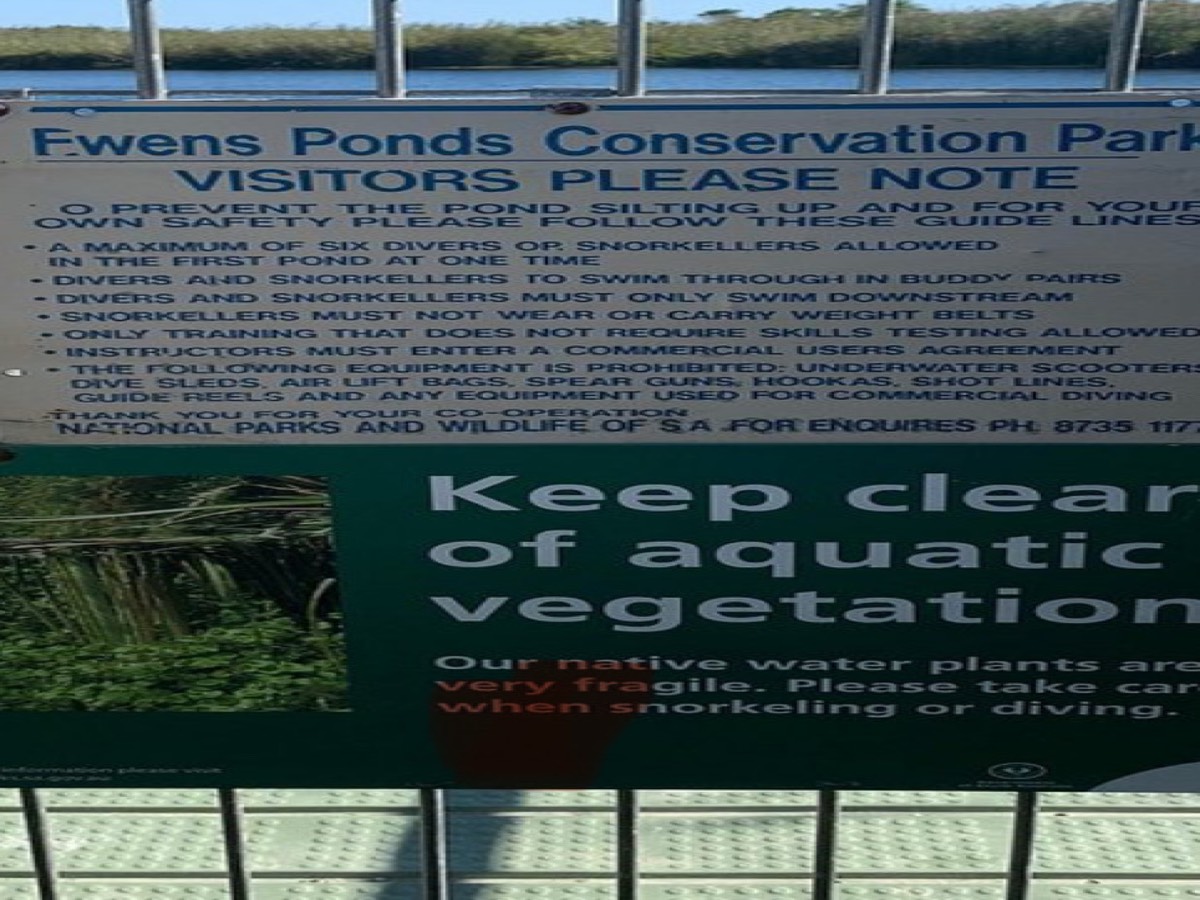 Ewens Ponds Conservation Park
VISITORS PLEASE NOTE
O PREVENT THE POND SILTING UP AND FOR YOUR
OWN SAFETY PLEASE FOLLOW THESE GUIDE LINES
• A MAXIMUM OF SIX DIVERS OR SNORKELLERS ALLOWED
IN THE FIRST POND AT ONE TIME
• DIVERS AND SNORKELLERS TO SWIM THROUGH IN BUDDY PAIRS
• DIVERS AND SNORKELLERS MUST ONLY SWIM DOWNSTREAM
• SNORKELLERS MUST NOT WEAR OR CARRY WEIGHT BELTS
• ONLY TRAINING THAT DOES NOT REQUIRE SKILLS TESTING ALLOWED
• INSTRUCTORS MUST ENTER A COMMERCIAL USERS AGREEMENT
• THE FOLLOWING EQUIPMENT IS PROHIBITED: UNDERWATER SCOOTERS
DIVE SLEDS, AIR LIFT BAGS, SPEAR GUNS, HOOKAS, SHOT LINES,
GUIDE REELS AND ANY EQUIPMENT USED FOR COMMERCIAL DIVING
THANK YOU FOR YOUR CO-OPERATION
NATIONAL PARKS AND WILDLIFE OF S A FOR ENQUIRES PH 8735 1177
Keep clear
of aquatic
vegetation
Our native water plants are
very fragile. Please take car
when snorkeling or diving.
information please visit